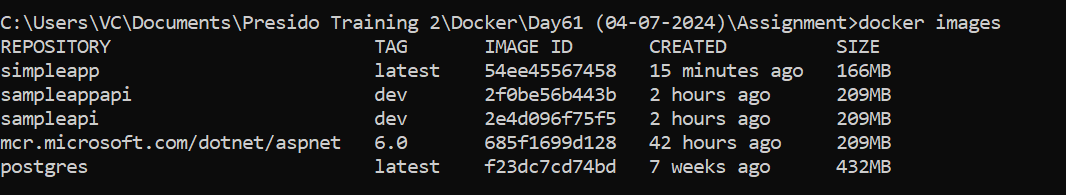 C:\Users\VC\Documents\Presido Training 2\Docker\Day61 (04-07-2024)\Assignment>docker images
REPOSITORY TAG IMAGE ID CREATED SIZE
simpleapp latest 54ee45567458 15 minutes ago 166MB
sampleappapi dev 2f0be56b443b 2 hours ago 209MB
sampleapi dev 2e4d096f75f5 2 hours ago 209MB
mcr.microsoft.com/dotnet/aspnet 6.0 685f1699d128 42 hours ago 209MB
postgres latest f23dc7cd74bd 7 weeks ago 432MB